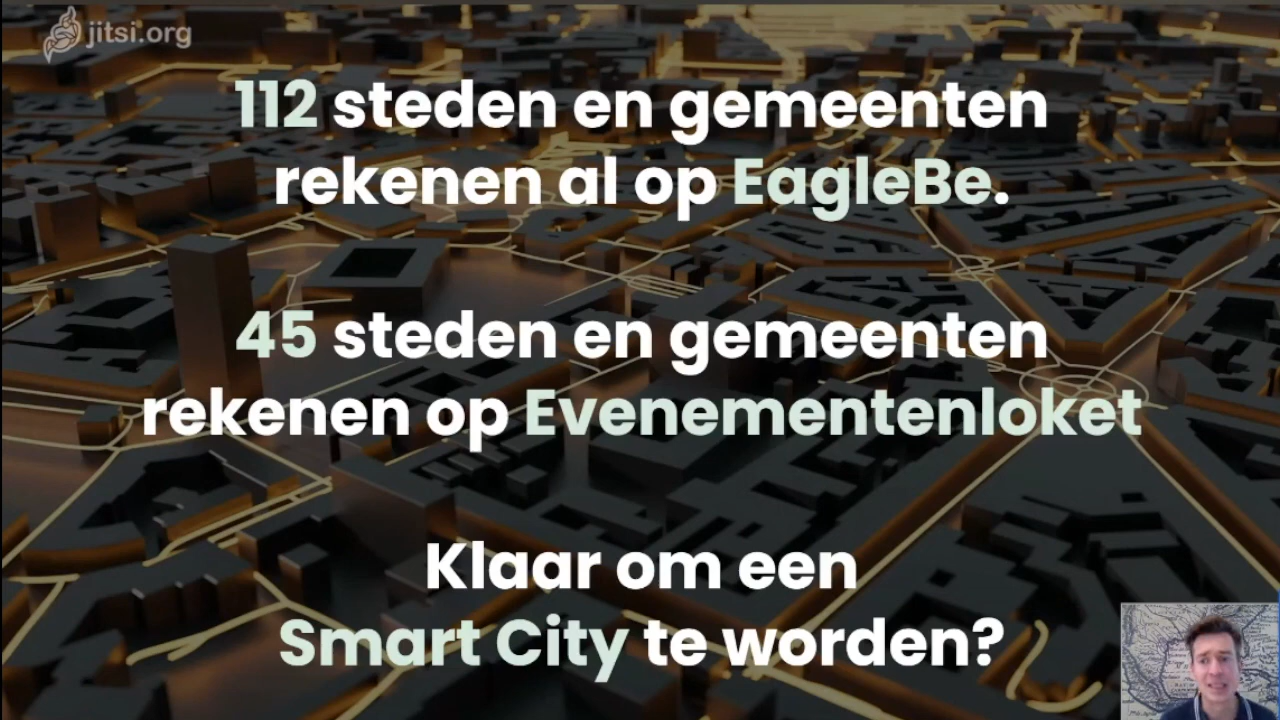 jitsi.org
112 steden en gemeenten
rekenen al op EagleBe.
45 steden en gemeenten
rekenen op Evenementenloket
Klaar om een
Smart City te worden?